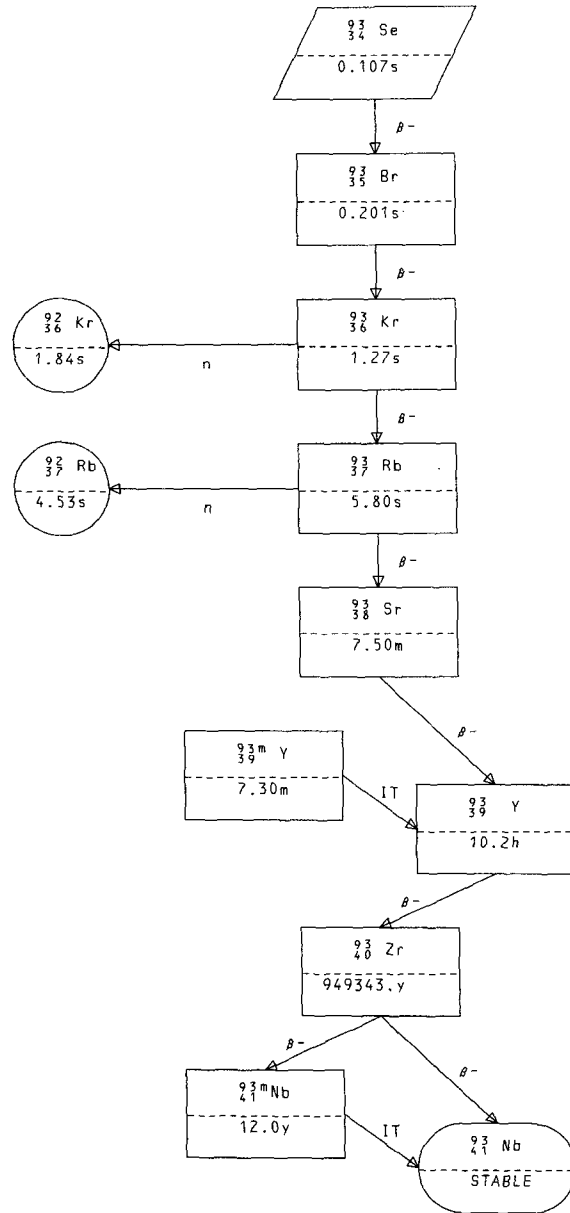 93
34 Se
0.107s
β-
93
35 Br
0.201s
β-
92
36 Kr
1.84s
n
93
36 Kr
1.27s
β-
92
37 Rb
4.53s
n
93
37 Rb
5.80s
β-
93
38 Sr
7.50m
β-
93m
39 Y
7.30m
IT
93
39 Y
10.2h
β-
93
40 Zr
949343.y
β-
β-
93m
41 Nb
12.0y
IT
93
41 Nb
STABLE